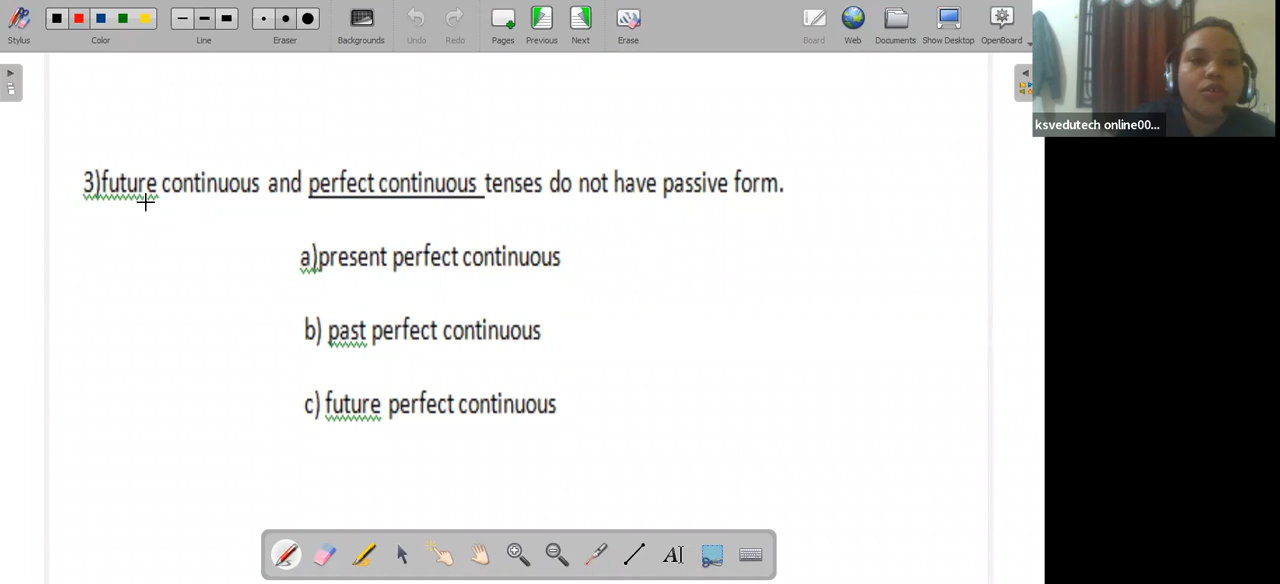 Stylus
Color
Line
Eraser
Backgrounds
Undo
Redo
Pages
Previous
Next
Erase
Board
Web
Documents
Show Desktop
OpenBoard
ksvedutech online00...
3)future continuous and perfect continuous tenses do not have passive form.
a)present perfect continuous
b) past perfect continuous
c) future perfect continuous
AI